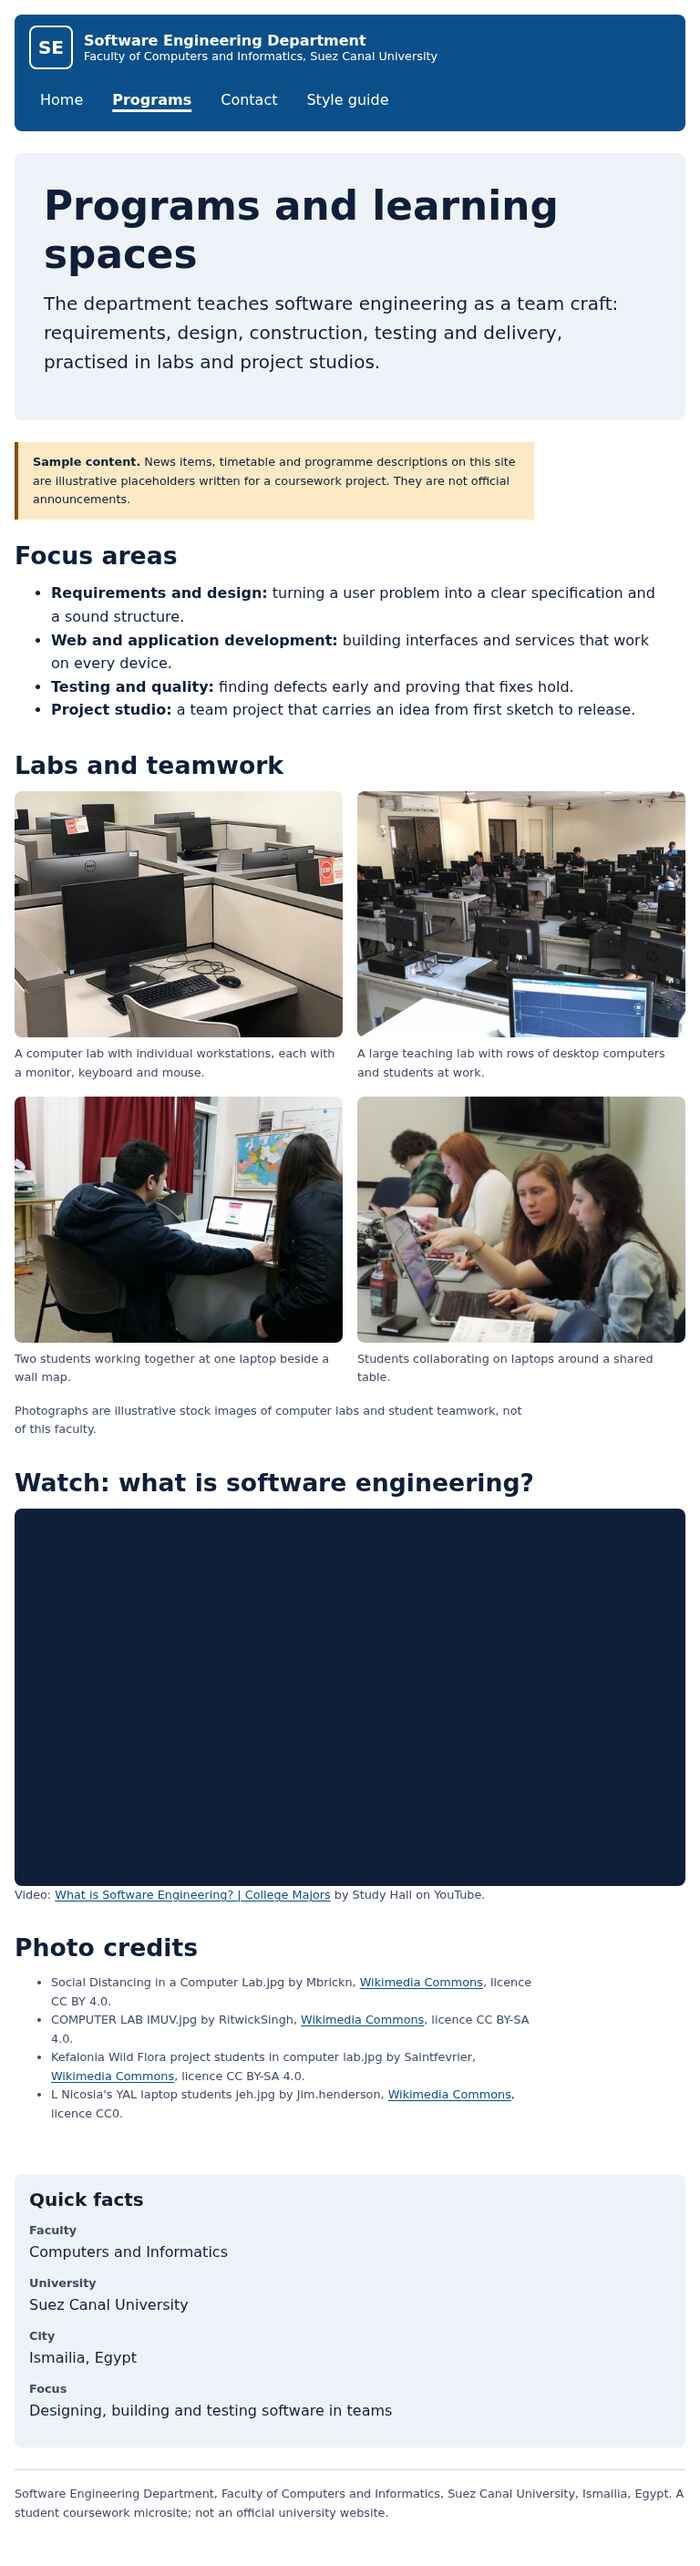 SE
Software Engineering Department
Faculty of Computers and Informatics, Suez Canal University
Home Programs Contact Style guide
Programs and learning
spaces
The department teaches software engineering as a team craft:
requirements, design, construction, testing and delivery,
practised in labs and project studios.
Sample content. News items, timetable and programme descriptions on this site
are illustrative placeholders written for a coursework project. They are not official
announcements.
Focus areas
• Requirements and design: turning a user problem into a clear specification and
a sound structure.
• Web and application development: building interfaces and services that work
on every device.
• Testing and quality: finding defects early and proving that fixes hold.
• Project studio: a team project that carries an idea from first sketch to release.
Labs and teamwork
A computer lab with individual workstations, each with
a monitor, keyboard and mouse.
A large teaching lab with rows of desktop computers
and students at work.
Two students working together at one laptop beside a
wall map.
Students collaborating on laptops around a shared
table.
Photographs are illustrative stock images of computer labs and student teamwork, not
of this faculty.
Watch: what is software engineering?
Video: What is Software Engineering? | College Majors by Study Hall on YouTube.
Photo credits
• Social Distancing in a Computer Lab.jpg by Mbrickn, Wikimedia Commons, licence
CC BY 4.0.
• COMPUTER LAB IMUV.jpg by RitwickSingh, Wikimedia Commons, licence CC BY-SA
4.0.
• Kefalonia Wild Flora project students in computer lab.jpg by Saintfevrier,
Wikimedia Commons, licence CC BY-SA 4.0.
• L Nicosia's YAL laptop students jeh.jpg by Jim.henderson, Wikimedia Commons,
licence CC0.
Quick facts
Faculty
Computers and Informatics
University
Suez Canal University
City
Ismailia, Egypt
Focus
Designing, building and testing software in teams
Software Engineering Department, Faculty of Computers and Informatics, Suez Canal University, Ismailia, Egypt. A
student coursework microsite; not an official university website.